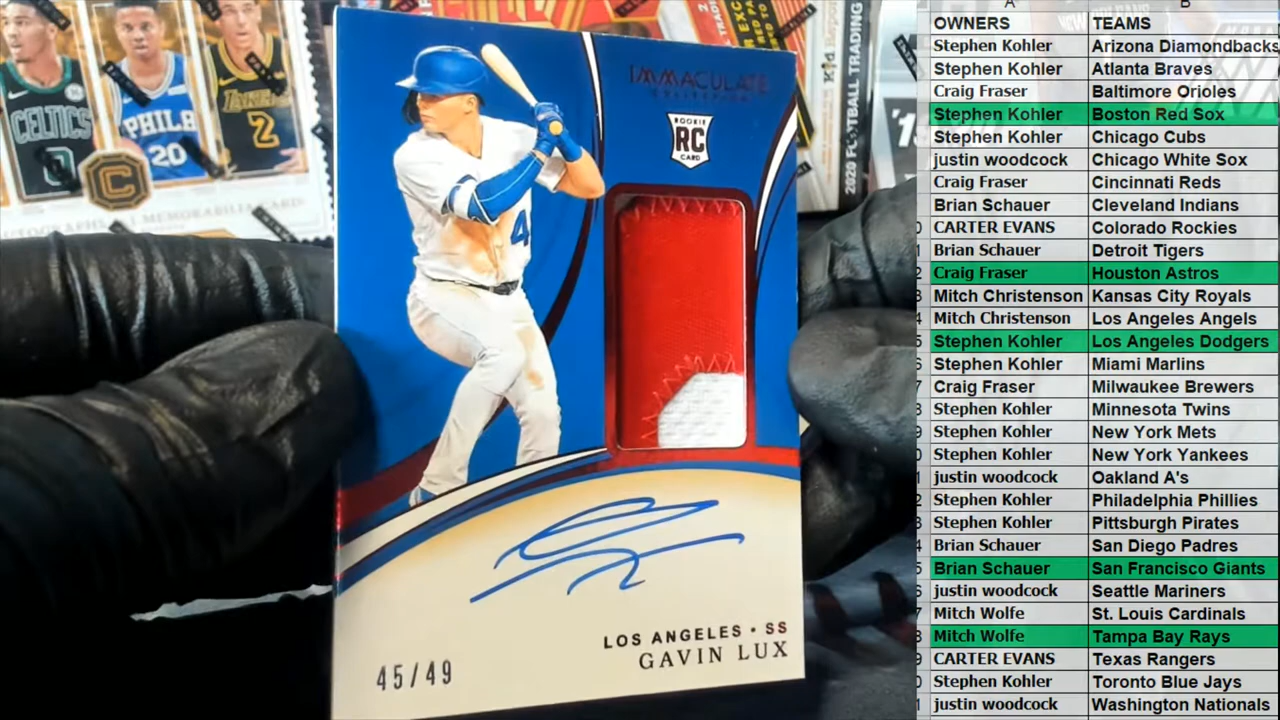 CELTICS
0
PHILA
20
LAKERS
2
C
2020 FOOTBALL TRADING
IMMACULATE
COLLECTION
ROOKIE
RC
CARD
4
LOS ANGELES • SS
GAVIN LUX
45/49
A B
OWNERS TEAMS
Stephen Kohler Arizona Diamondbacks
Stephen Kohler Atlanta Braves
Craig Fraser Baltimore Orioles
Stephen Kohler Boston Red Sox
Stephen Kohler Chicago Cubs
justin woodcock Chicago White Sox
Craig Fraser Cincinnati Reds
Brian Schauer Cleveland Indians
CARTER EVANS Colorado Rockies
Brian Schauer Detroit Tigers
Craig Fraser Houston Astros
Mitch Christenson Kansas City Royals
Mitch Christenson Los Angeles Angels
Stephen Kohler Los Angeles Dodgers
Stephen Kohler Miami Marlins
Craig Fraser Milwaukee Brewers
Stephen Kohler Minnesota Twins
Stephen Kohler New York Mets
Stephen Kohler New York Yankees
justin woodcock Oakland A's
Stephen Kohler Philadelphia Phillies
Stephen Kohler Pittsburgh Pirates
Brian Schauer San Diego Padres
Brian Schauer San Francisco Giants
justin woodcock Seattle Mariners
Mitch Wolfe St. Louis Cardinals
Mitch Wolfe Tampa Bay Rays
CARTER EVANS Texas Rangers
Stephen Kohler Toronto Blue Jays
justin woodcock Washington Nationals